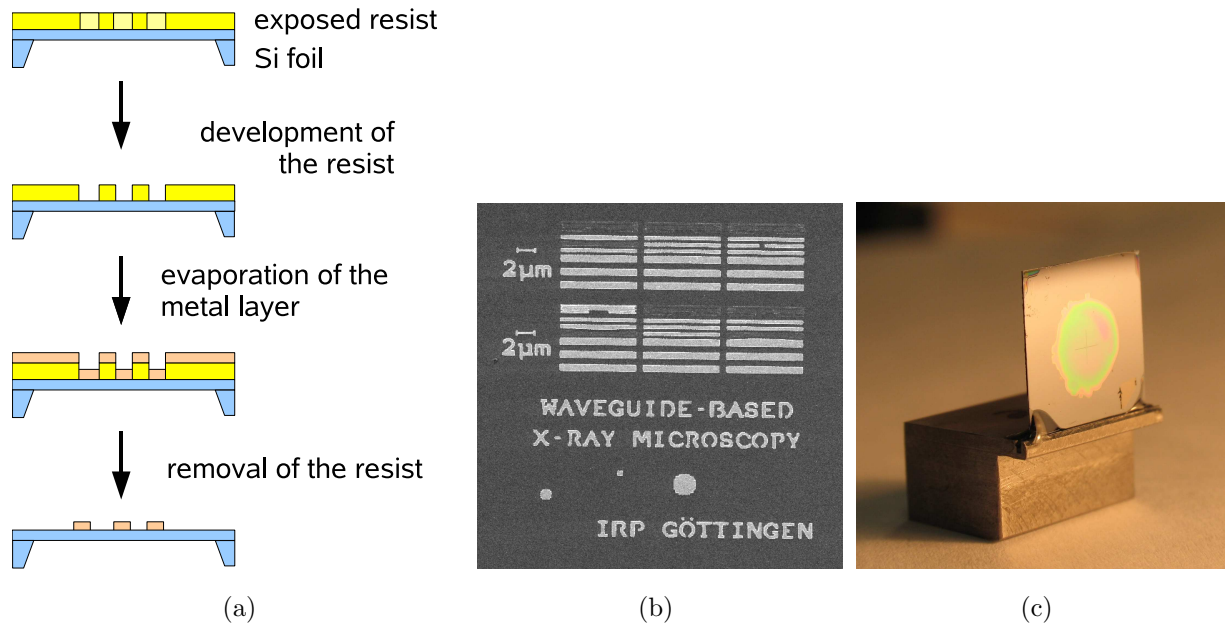 exposed resist
Si foil
development of
the resist
evaporation of the
metal layer
removal of the resist
(a)
2μm
2μm
WAVEGUIDE-BASED
X-RAY MICROSCOPY
IRP GÖTTINGEN
(b)
(c)